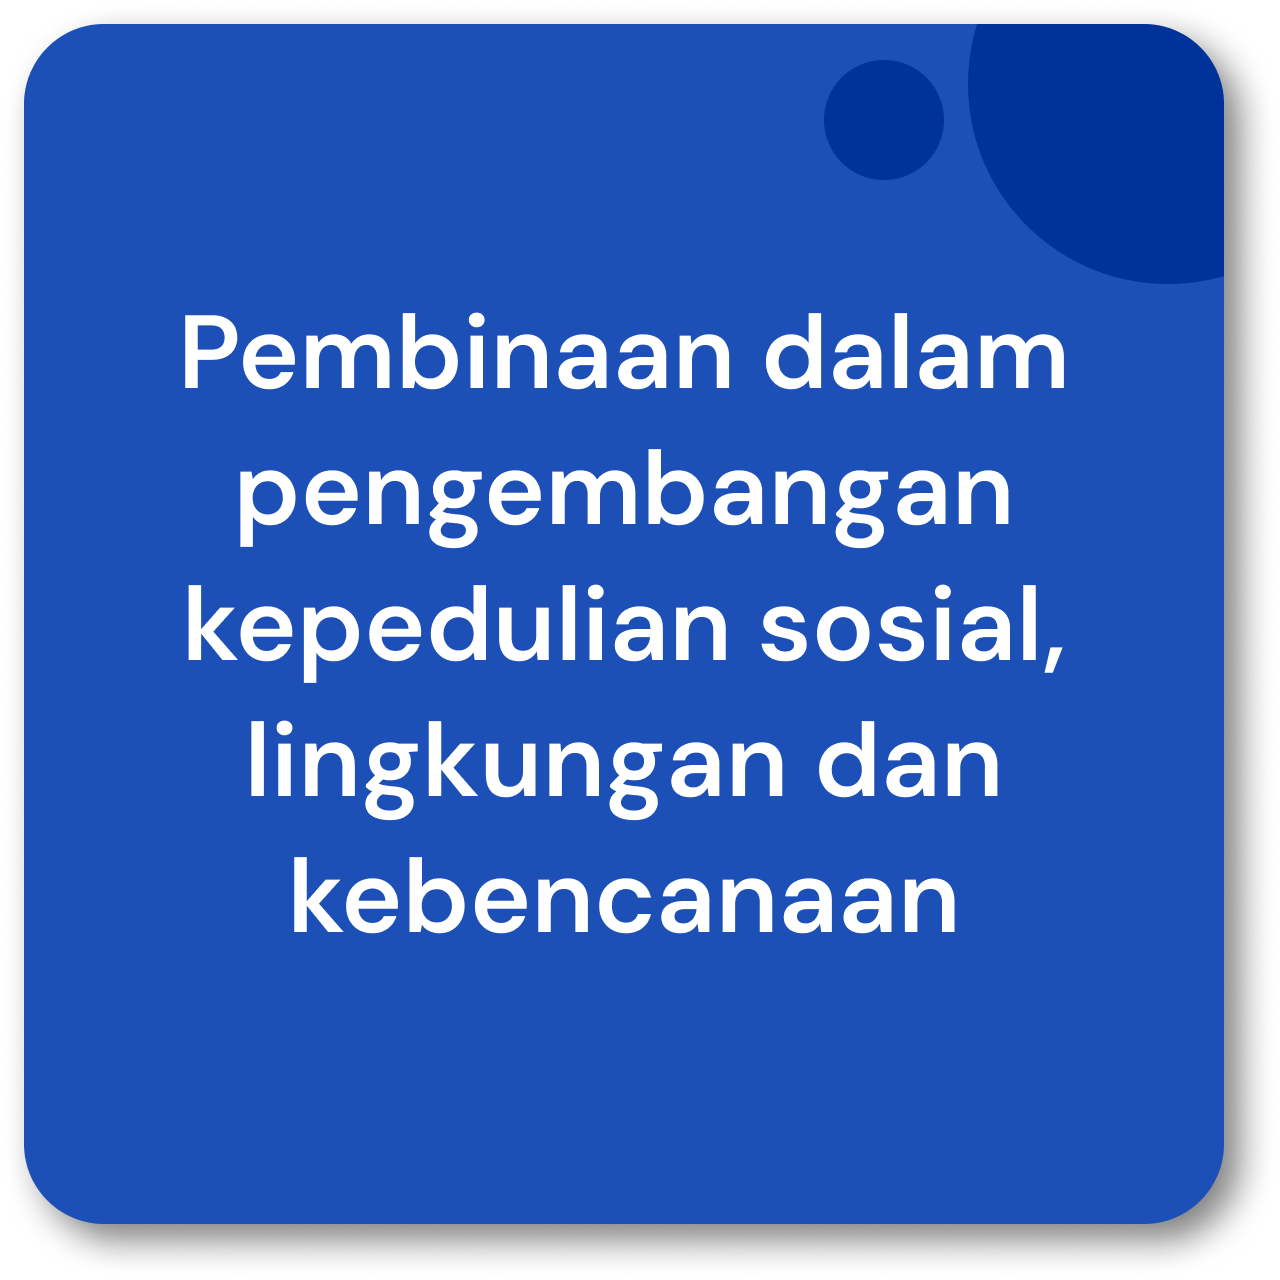 Pembinaan dalam
pengembangan
kepedulian sosial,
lingkungan dan
kebencanaan